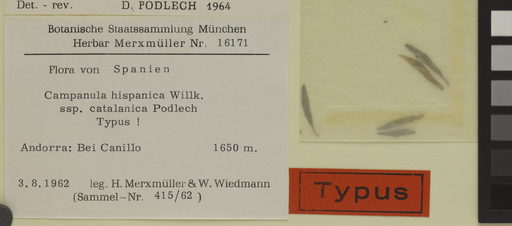 Det. - rev. D. PODLECH 1964
Botanische Staatssammlung München
Herbar Merxmüller Nr. 16171
Flora von Spanien
Campanula hispanica Willk.
ssp. catalanica Podlech
Typus !
Andorra: Bei Canillo 1650 m.
3.8.1962 leg. H. Merxmüller & W. Wiedmann
(Sammel-Nr. 415/62 )
Typus